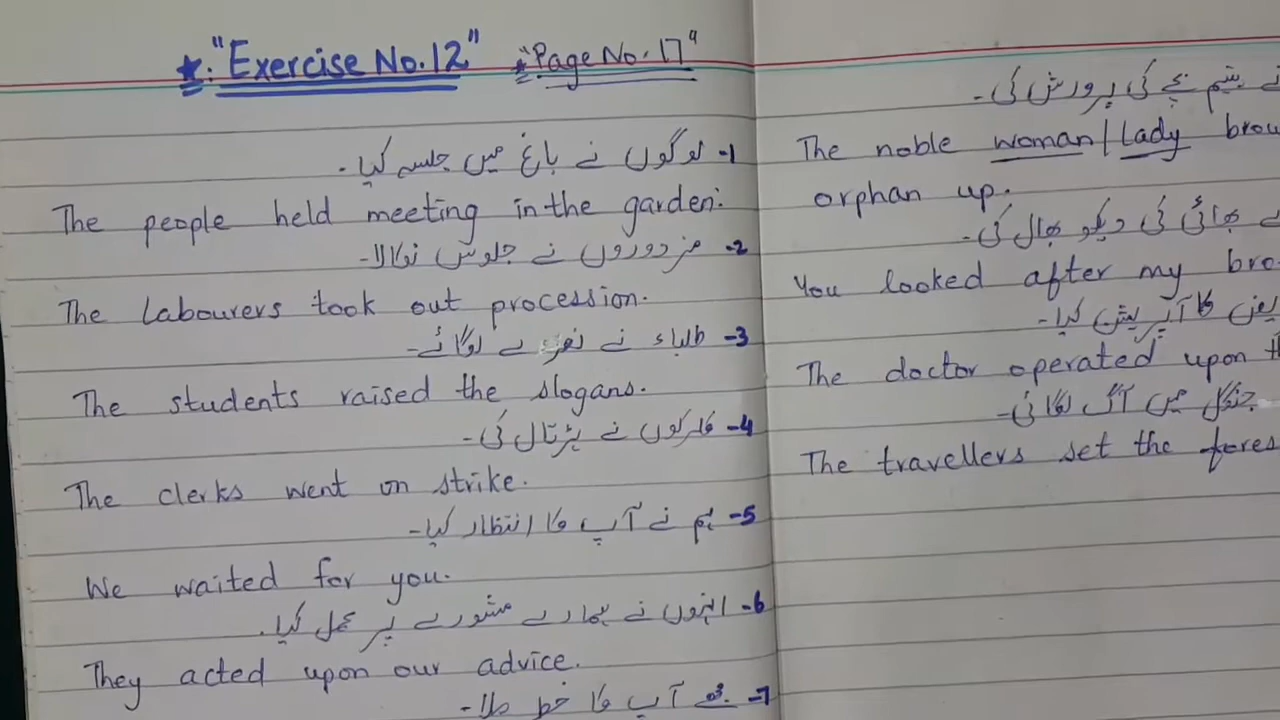 ★: "Exercise No.12" ★ "Page No.17"
1- لوگوں نے باغ میں جلسہ کیا۔
The people held meeting in the garden.
2- مزدوروں نے جلوس نکالا۔
The Labourers took out procession.
3- طلباء نے نعرے لگائے۔
The students raised the slogans.
4- کلرکوں نے ہڑتال کی۔
The clerks went on strike.
5- ہم نے آپ کا انتظار کیا۔
We waited for you.
6- انہوں نے ہمارے مشورے پر عمل کیا۔
They acted upon our advice.
7- مجھے آپ کا خط ملا۔
نے یتیم بچے کی پرورش کی۔
The noble woman/Lady
orphan up.
بھائی کی دیکھ بھال کی۔
You looked after my
کا آپریشن کیا۔
The doctor operated upon
جنگل میں آگ لگائی۔
The travellers set the